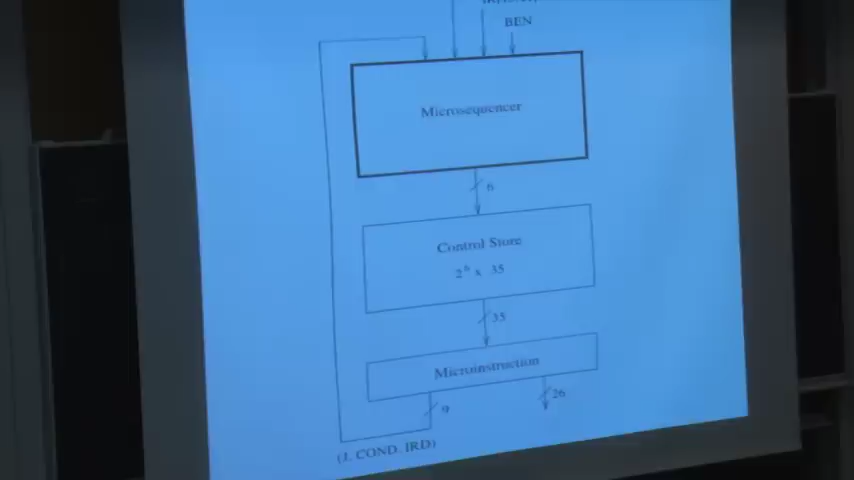 BEN
Microsequencer
6
Control Store
2⁶ x 35
35
Microinstruction
9
26
(J, COND, IRD)